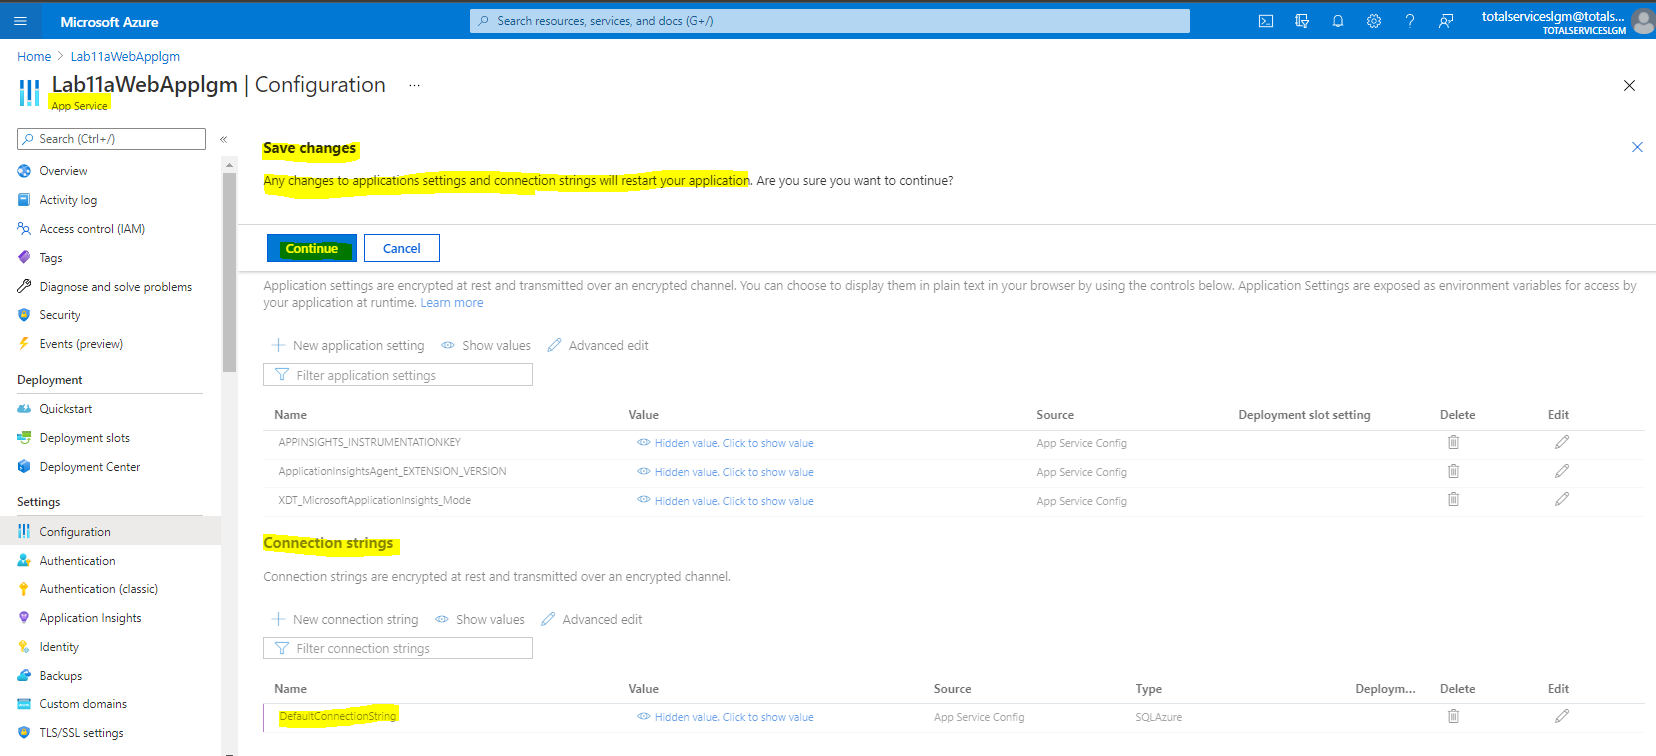 Microsoft Azure
Search resources, services, and docs (G+/)
totalserviceslgm@totals...
TOTALSERVICESLGM
Home > Lab11aWebApplgm
Lab11aWebApplgm | Configuration ...
App Service
Search (Ctrl+/)
«
Overview
Activity log
Access control (IAM)
Tags
Diagnose and solve problems
Security
Events (preview)
Deployment
Quickstart
Deployment slots
Deployment Center
Settings
Configuration
Authentication
Authentication (classic)
Application Insights
Identity
Backups
Custom domains
TLS/SSL settings
Save changes
Any changes to applications settings and connection strings will restart your application. Are you sure you want to continue?
Continue Cancel
Application settings are encrypted at rest and transmitted over an encrypted channel. You can choose to display them in plain text in your browser by using the controls below. Application Settings are exposed as environment variables for access by
your application at runtime. Learn more
New application setting Show values Advanced edit
Filter application settings
Name Value Source Deployment slot setting Delete Edit
APPINSIGHTS_INSTRUMENTATIONKEY Hidden value. Click to show value App Service Config
ApplicationInsightsAgent_EXTENSION_VERSION Hidden value. Click to show value App Service Config
XDT_MicrosoftApplicationInsights_Mode Hidden value. Click to show value App Service Config
Connection strings
Connection strings are encrypted at rest and transmitted over an encrypted channel.
New connection string Show values Advanced edit
Filter connection strings
Name Value Source Type Deploym... Delete Edit
DefaultConnectionString Hidden value. Click to show value App Service Config SQLAzure